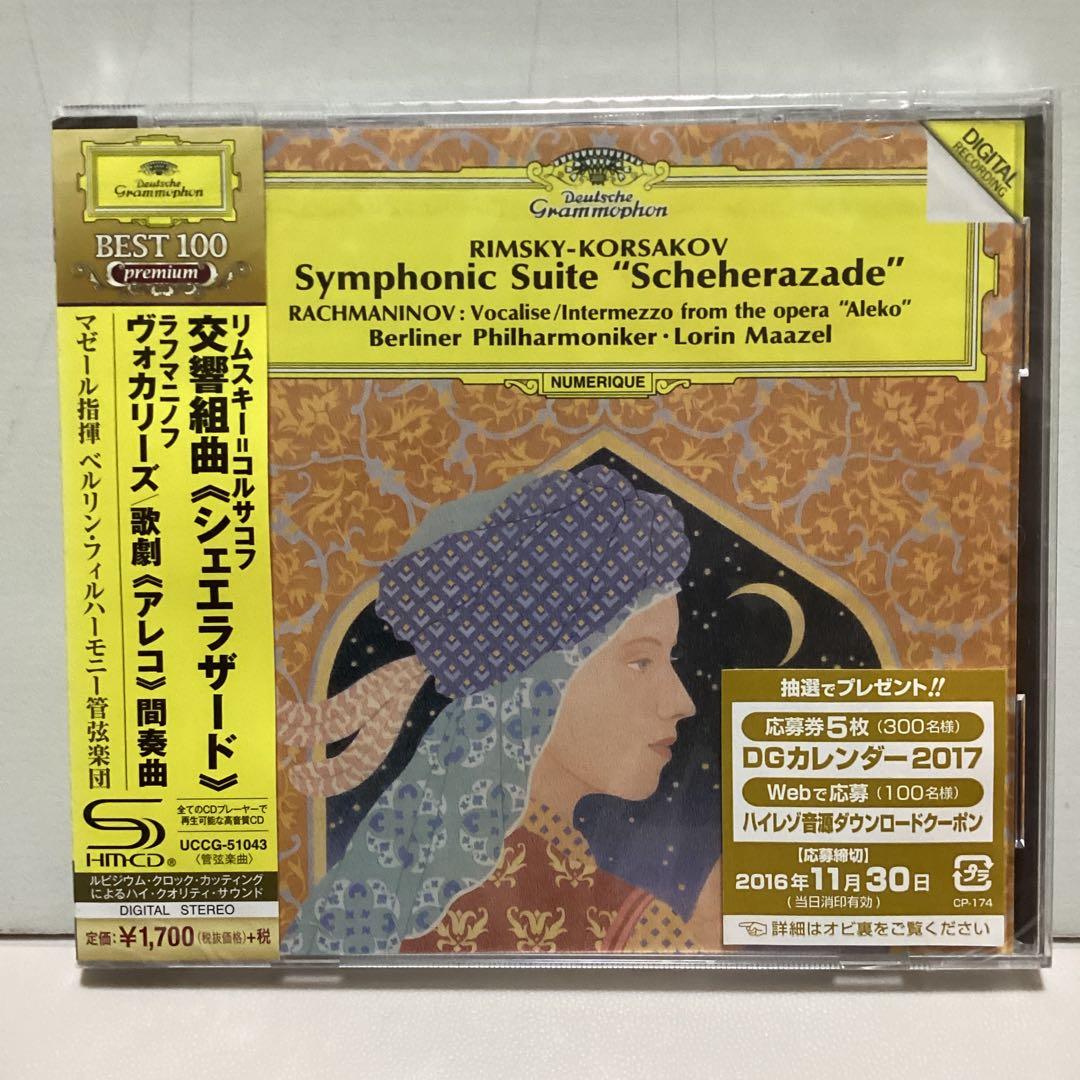 Deutsche
Grammophon
BEST 100
premium
リムスキー=コルサコフ
交響組曲《シェエラザード》
ラフマニノフ
ヴォカリーズ/歌劇《アレコ》間奏曲
マゼール指揮 ベルリン・フィルハーモニー管弦楽団
HM-CD®
全てのCDプレーヤーで
再生可能な高音質CD
UCCG-51043
〈管弦楽曲〉
ルビジウム・クロック・カッティング
によるハイ・クオリティ・サウンド
DIGITAL STEREO
定価:¥1,700(税抜価格)+税
DIGITAL
RECORDING
Deutsche
Grammophon
RIMSKY-KORSAKOV
Symphonic Suite “Scheherazade”
RACHMANINOV: Vocalise/Intermezzo from the opera “Aleko”
Berliner Philharmoniker・Lorin Maazel
NUMERIQUE
抽選でプレゼント!!
応募券5枚(300名様)
DGカレンダー2017
Webで応募(100名様)
ハイレゾ音源ダウンロードクーポン
【応募締切】
2016年11月30日
(当日消印有効)
プラ
CP-174
詳細はオビ裏をご覧ください